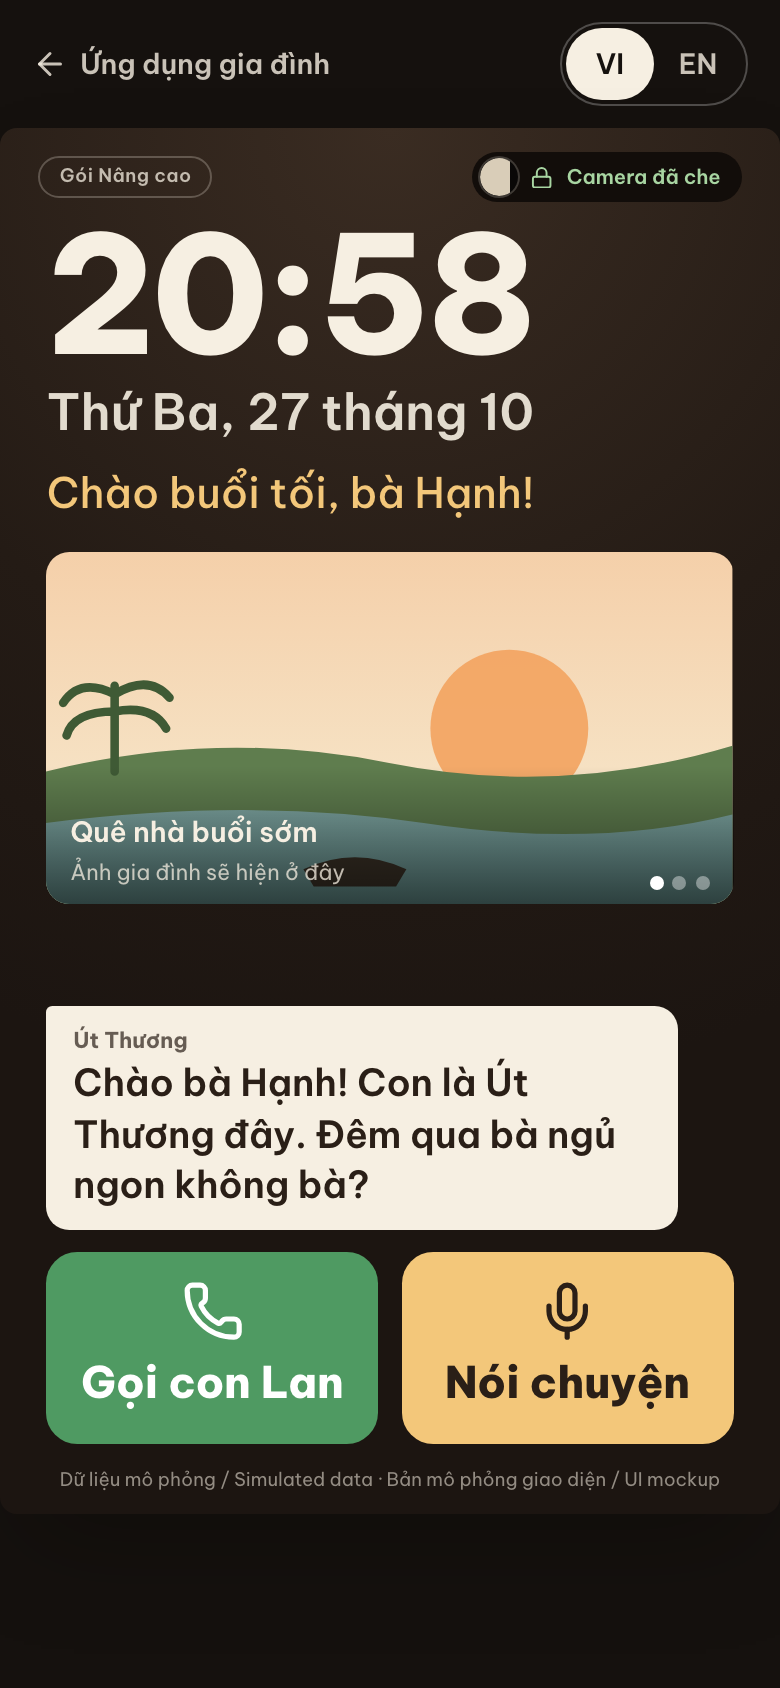 Ứng dụng gia đình
VI
EN
Gói Nâng cao
Camera đã che
20:58
Thứ Ba, 27 tháng 10
Chào buổi tối, bà Hạnh!
Quê nhà buổi sớm
Ảnh gia đình sẽ hiện ở đây
Út Thương
Chào bà Hạnh! Con là Út
Thương đây. Đêm qua bà ngủ
ngon không bà?
Gọi con Lan
Nói chuyện
Dữ liệu mô phỏng / Simulated data · Bản mô phỏng giao diện / UI mockup